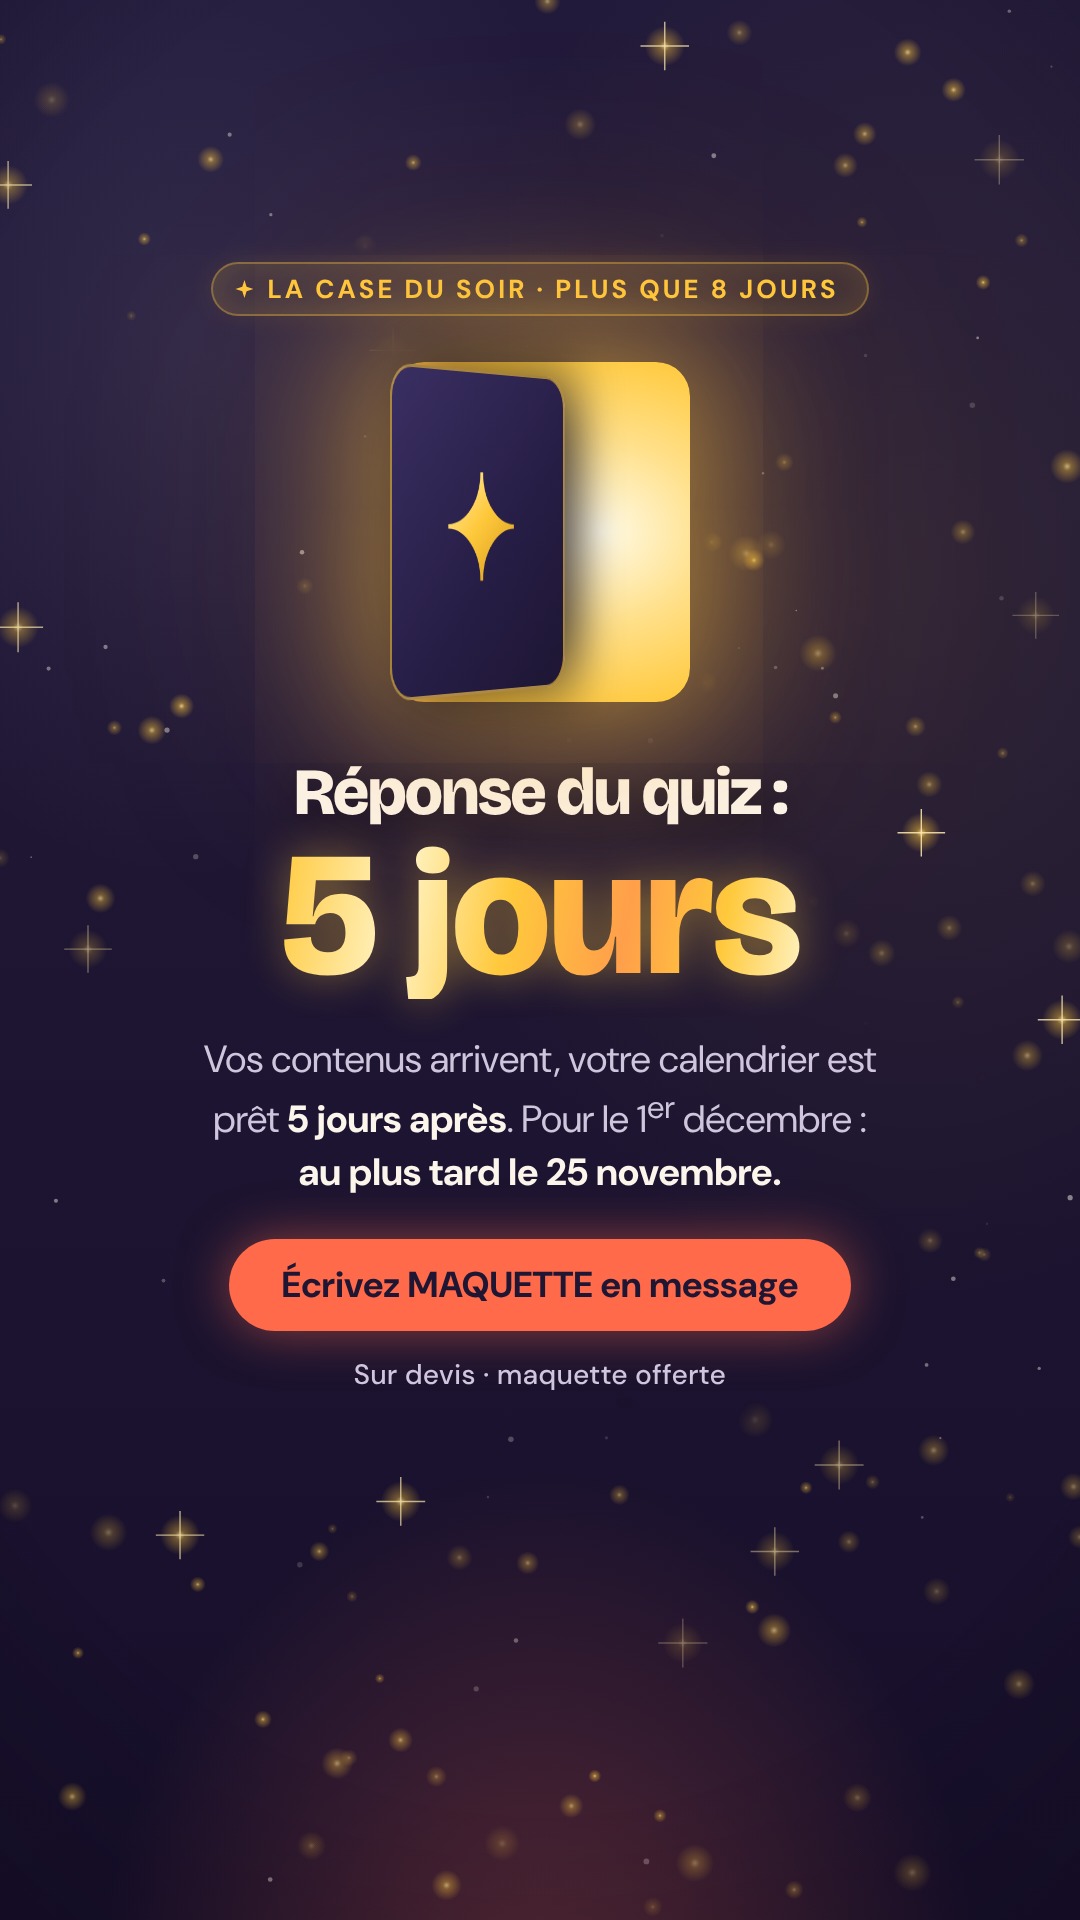 LA CASE DU SOIR · PLUS QUE 8 JOURS
Réponse du quiz :
5 jours
Vos contenus arrivent, votre calendrier est
prêt 5 jours après. Pour le 1er décembre :
au plus tard le 25 novembre.
Écrivez MAQUETTE en message
Sur devis · maquette offerte